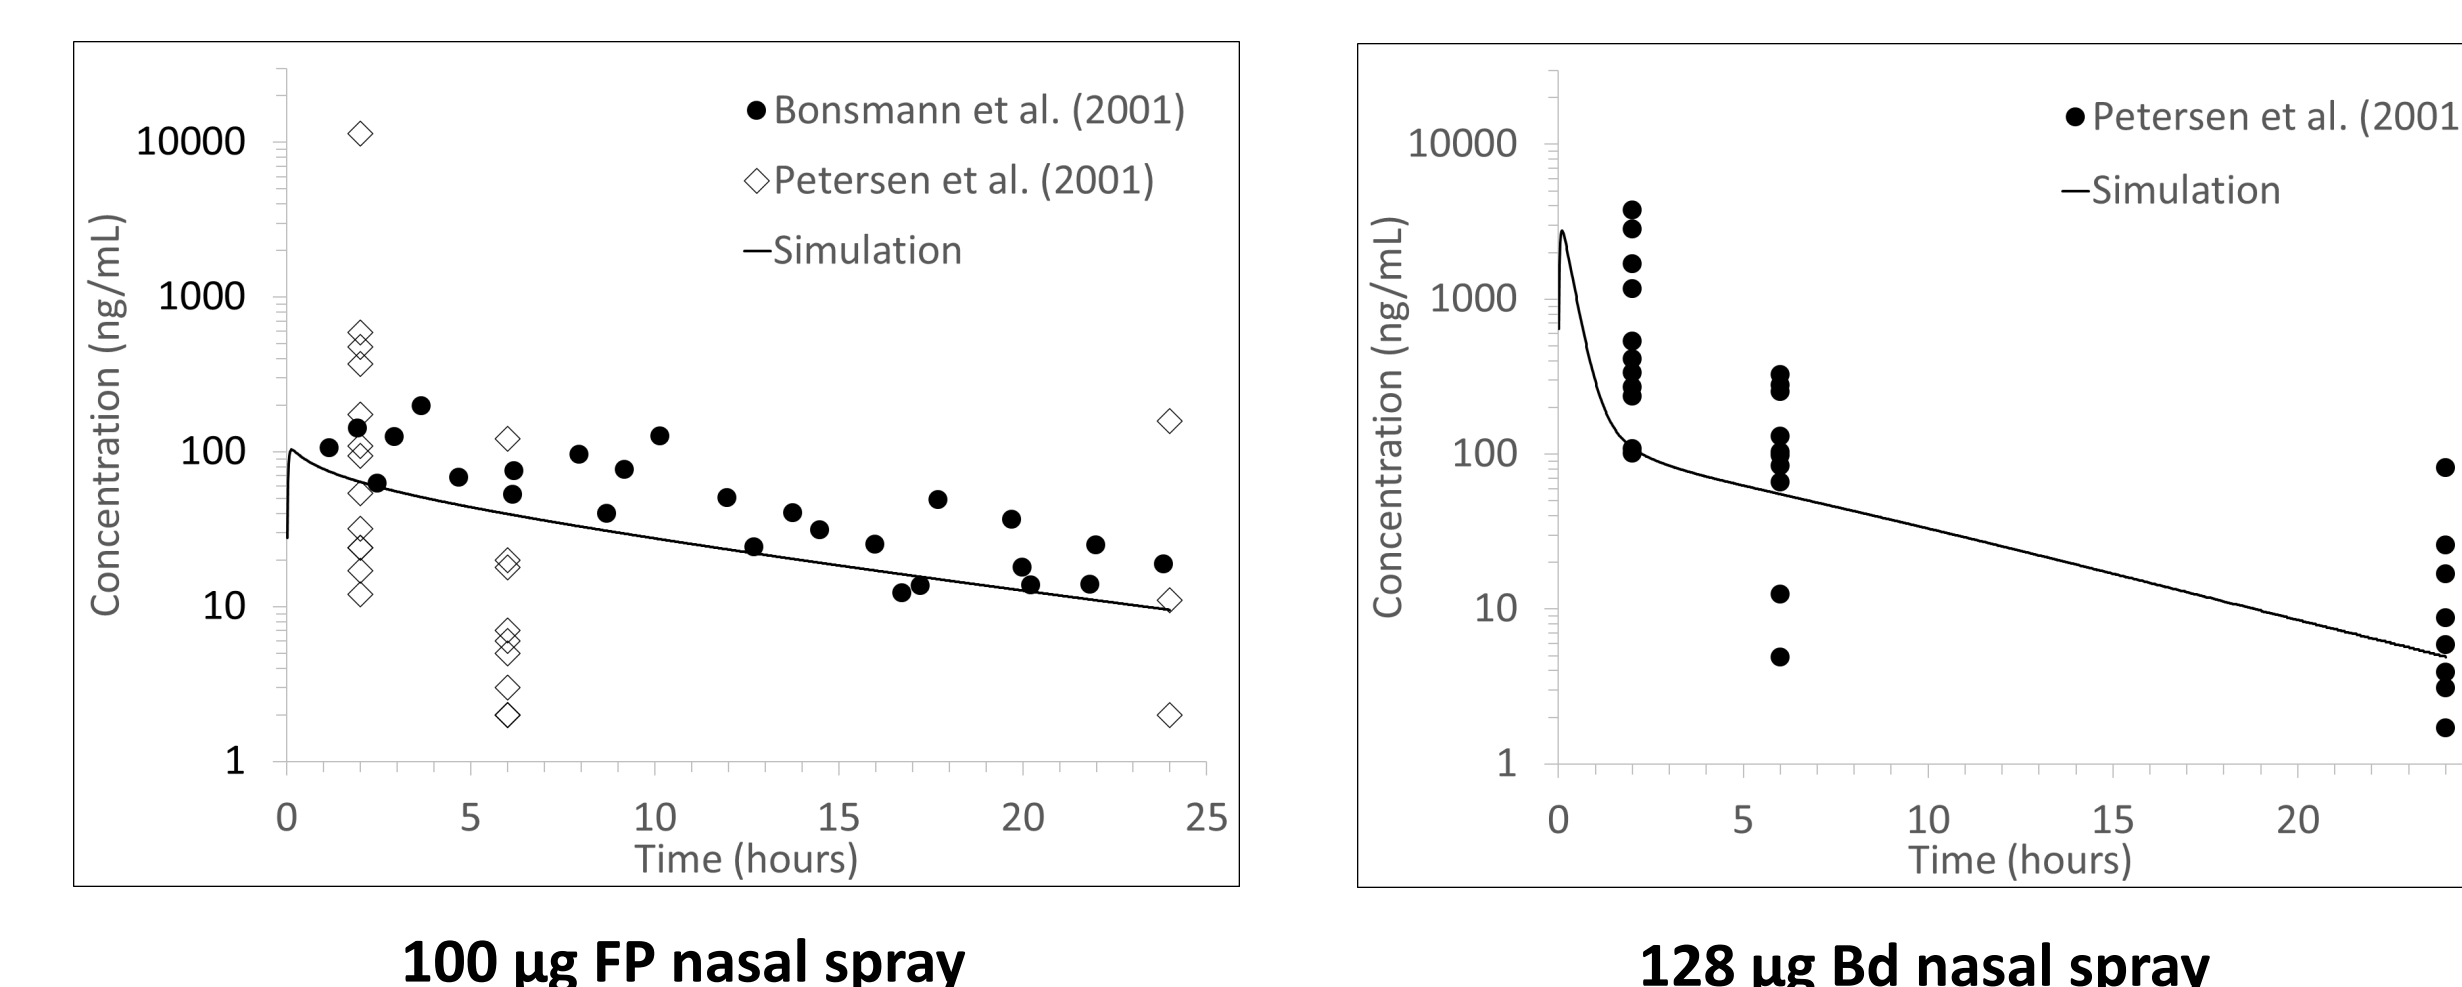 Bonsmann et al. (2001)
Petersen et al. (2001)
Simulation
10000
1000
100
10
1
Concentration (ng/mL)
0 5 10 15 20 25
Time (hours)
100 µg FP nasal spray
Petersen et al. (2001
Simulation
10000
1000
100
10
1
Concentration (ng/mL)
0 5 10 15 20
Time (hours)
128 µg Bd nasal spray